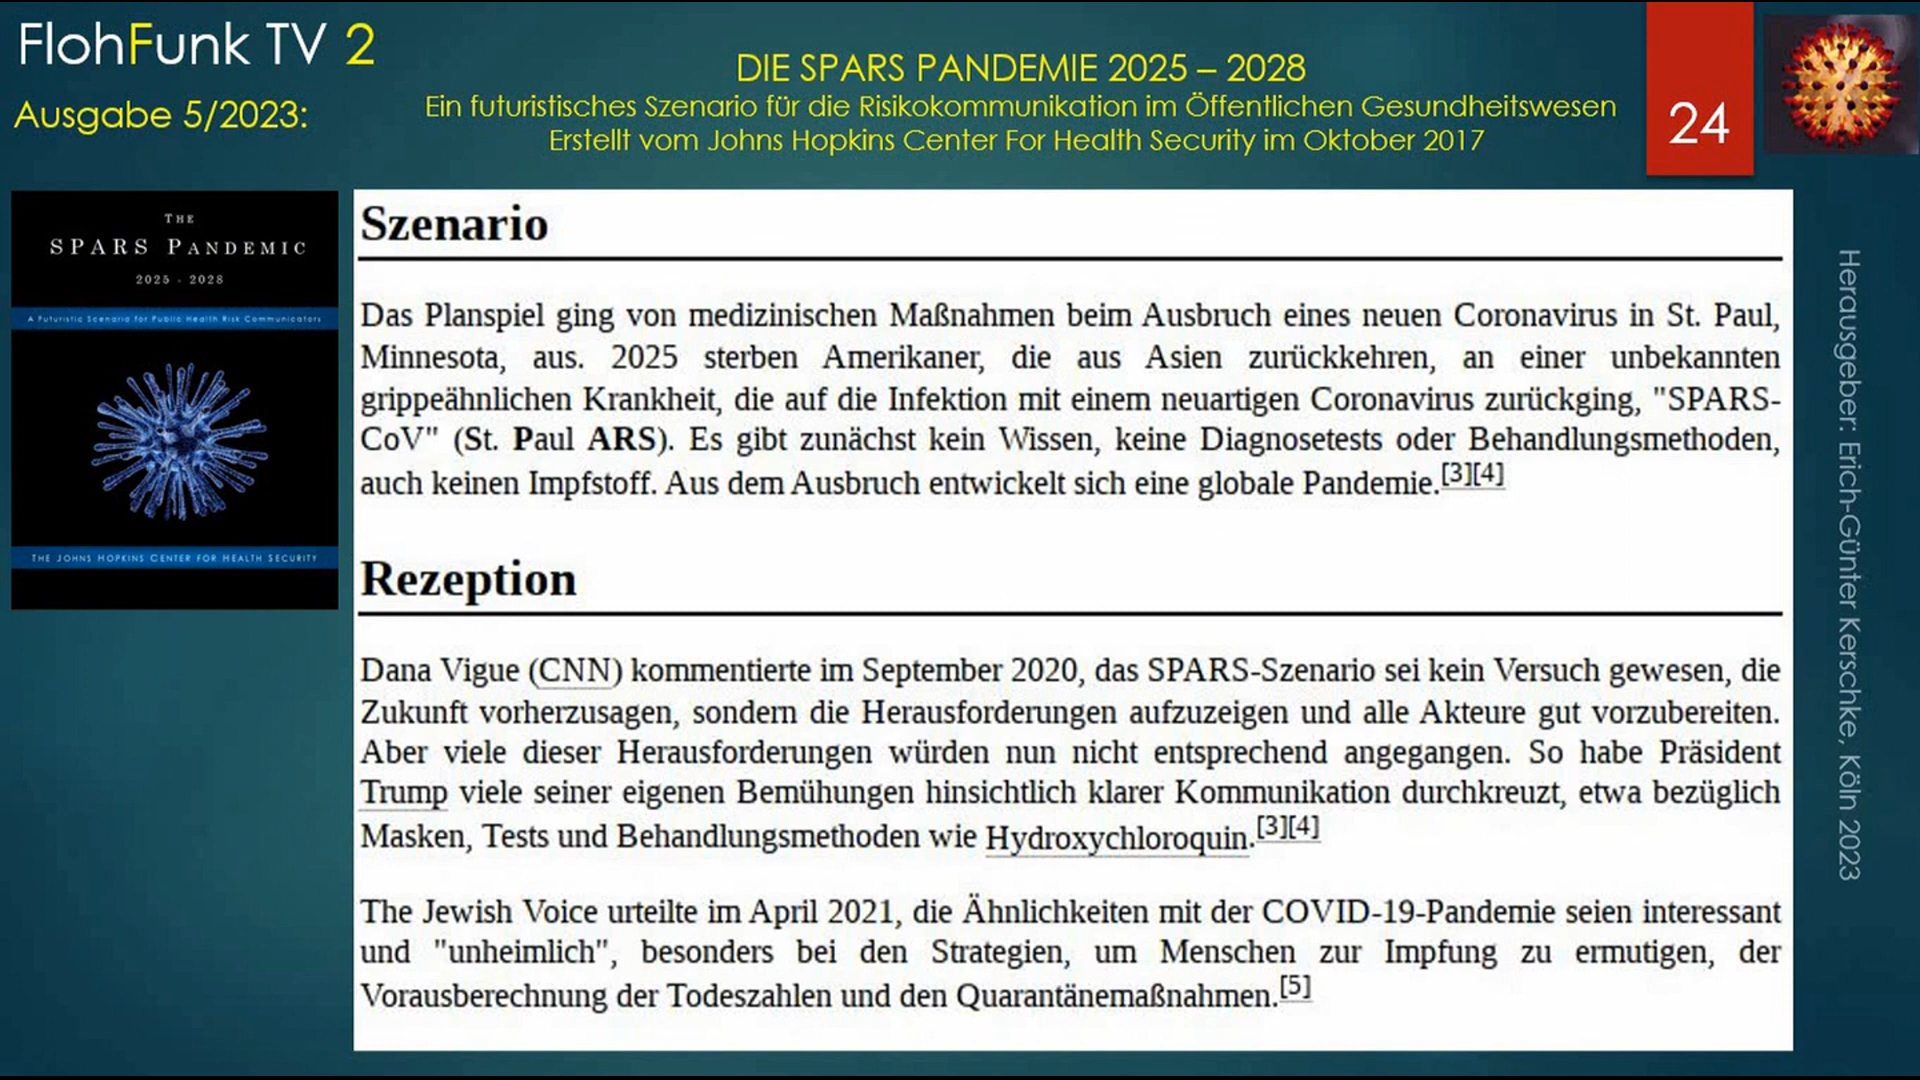 FlohFunk TV 2
Ausgabe 5/2023:
DIE SPARS PANDEMIE 2025 – 2028
Ein futuristisches Szenario für die Risikokommunikation im Öffentlichen Gesundheitswesen
Erstellt vom Johns Hopkins Center For Health Security im Oktober 2017
24
THE
SPARS PANDEMIC
2025 - 2028
A Futuristic Scenario for Public Health Risk Communicators
THE JOHNS HOPKINS CENTER FOR HEALTH SECURITY
Szenario
Das Planspiel ging von medizinischen Maßnahmen beim Ausbruch eines neuen Coronavirus in St. Paul,
Minnesota, aus. 2025 sterben Amerikaner, die aus Asien zurückkehren, an einer unbekannten
grippeähnlichen Krankheit, die auf die Infektion mit einem neuartigen Coronavirus zurückging, "SPARS-
CoV" (St. Paul ARS). Es gibt zunächst kein Wissen, keine Diagnosetests oder Behandlungsmethoden,
auch keinen Impfstoff. Aus dem Ausbruch entwickelt sich eine globale Pandemie.[3][4]
Rezeption
Dana Vigue (CNN) kommentierte im September 2020, das SPARS-Szenario sei kein Versuch gewesen, die
Zukunft vorherzusagen, sondern die Herausforderungen aufzuzeigen und alle Akteure gut vorzubereiten.
Aber viele dieser Herausforderungen würden nun nicht entsprechend angegangen. So habe Präsident
Trump viele seiner eigenen Bemühungen hinsichtlich klarer Kommunikation durchkreuzt, etwa bezüglich
Masken, Tests und Behandlungsmethoden wie Hydroxychloroquin.[3][4]
The Jewish Voice urteilte im April 2021, die Ähnlichkeiten mit der COVID-19-Pandemie seien interessant
und "unheimlich", besonders bei den Strategien, um Menschen zur Impfung zu ermutigen, der
Vorausberechnung der Todeszahlen und den Quarantänemaßnahmen.[5]
Herausgeber: Erich-Günter Kerschke, Köln 2023